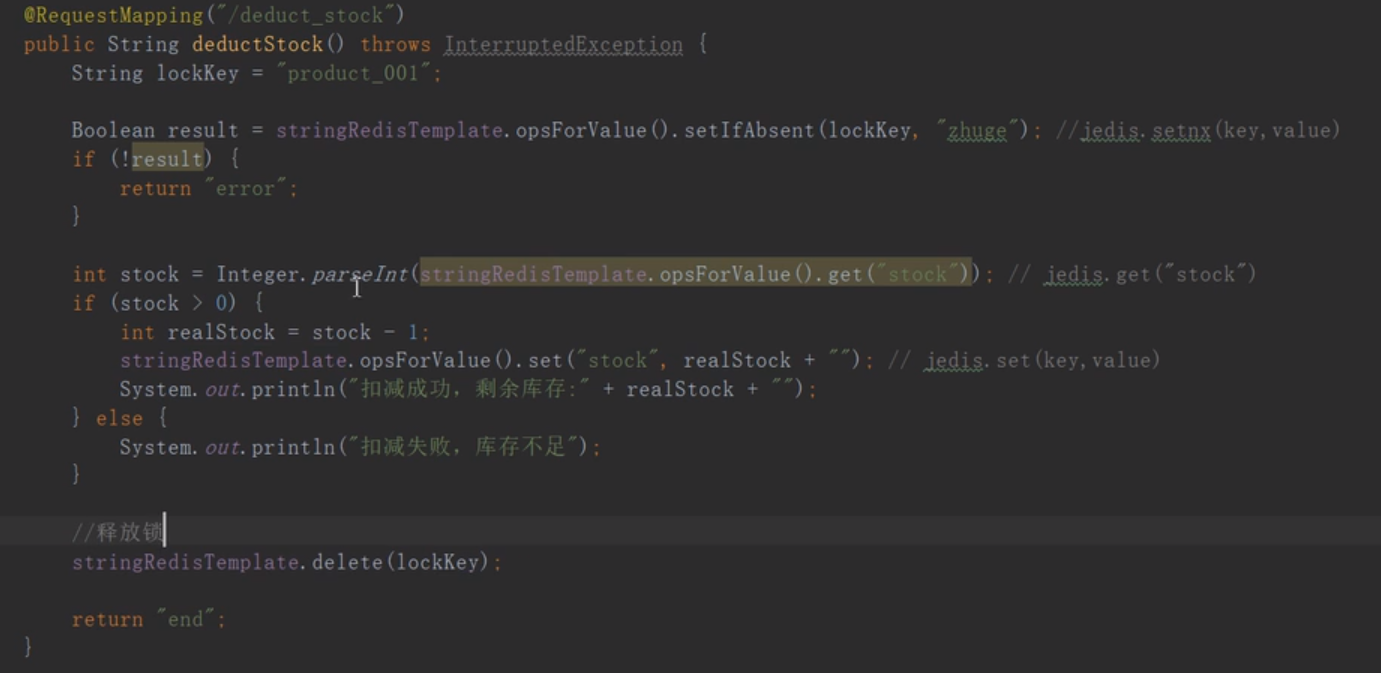 @RequestMapping("/deduct_stock")
public String deductStock() throws InterruptedException {
String lockKey = "product_001";
Boolean result = stringRedisTemplate.opsForValue().setIfAbsent(lockKey, "zhuge"); //jedis.setnx(key,value)
if (!result) {
return "error";
}
int stock = Integer.parseInt(stringRedisTemplate.opsForValue().get("stock")); // jedis.get("stock")
if (stock > 0) {
int realStock = stock - 1;
stringRedisTemplate.opsForValue().set("stock", realStock + ""); // jedis.set(key,value)
System.out.println("扣减成功，剩余库存:" + realStock + "");
} else {
System.out.println("扣减失败，库存不足");
}
//释放锁
stringRedisTemplate.delete(lockKey);
return "end";
}